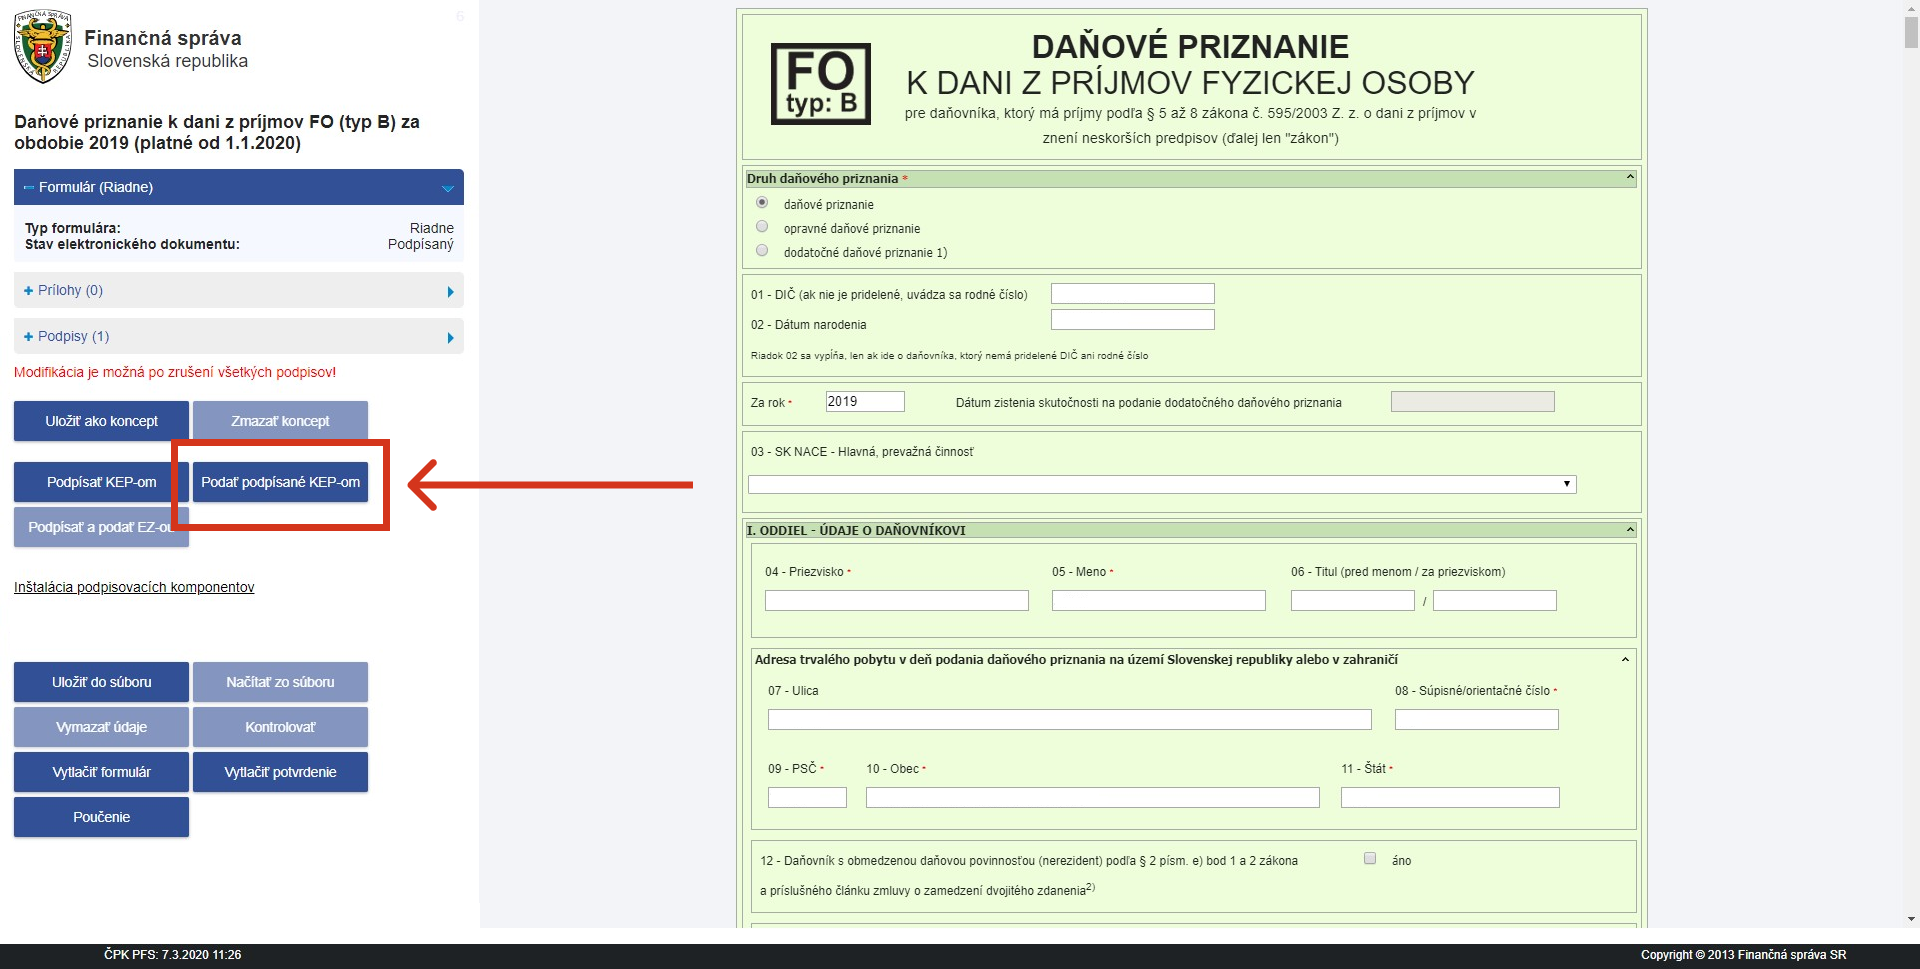 Finančná správa
Slovenská republika
6
Daňové priznanie k dani z príjmov FO (typ B) za
obdobie 2019 (platné od 1.1.2020)
Formulár (Riadne)
Typ formulára: Riadne
Stav elektronického dokumentu: Podpísaný
+ Prílohy (0)
+ Podpisy (1)
Modifikácia je možná po zrušení všetkých podpisov!
Uložiť ako koncept
Zmazať koncept
Podpísať KEP-om
Podať podpísané KEP-om
Podpísať a podať EZ-ou
Inštalácia podpisovacích komponentov
Uložiť do súboru
Načítať zo súboru
Vymazať údaje
Kontrolovať
Vytlačiť formulár
Vytlačiť potvrdenie
Poučenie
FO
typ: B
DAŇOVÉ PRIZNANIE
K DANI Z PRÍJMOV FYZICKEJ OSOBY
pre daňovníka, ktorý má príjmy podľa § 5 až 8 zákona č. 595/2003 Z. z. o dani z príjmov v
znení neskorších predpisov (ďalej len "zákon")
Druh daňového priznania *
daňové priznanie
opravné daňové priznanie
dodatočné daňové priznanie 1)
01 - DIČ (ak nie je pridelené, uvádza sa rodné číslo)
02 - Dátum narodenia
Riadok 02 sa vypĺňa, len ak ide o daňovníka, ktorý nemá pridelené DIČ ani rodné číslo
Za rok * 2019 Dátum zistenia skutočnosti na podanie dodatočného daňového priznania
03 - SK NACE - Hlavná, prevažná činnosť
I. ODDIEL - ÚDAJE O DAŇOVNÍKOVI
04 - Priezvisko * 05 - Meno * 06 - Titul (pred menom / za priezviskom)
/
Adresa trvalého pobytu v deň podania daňového priznania na území Slovenskej republiky alebo v zahraničí
07 - Ulica 08 - Súpisné/orientačné číslo *
09 - PSČ * 10 - Obec * 11 - Štát *
12 - Daňovník s obmedzenou daňovou povinnosťou (nerezident) podľa § 2 písm. e) bod 1 a 2 zákona áno
a príslušného článku zmluvy o zamedzení dvojitého zdanenia2)
ČPK PFS: 7.3.2020 11:26
Copyright © 2013 Finančná správa SR